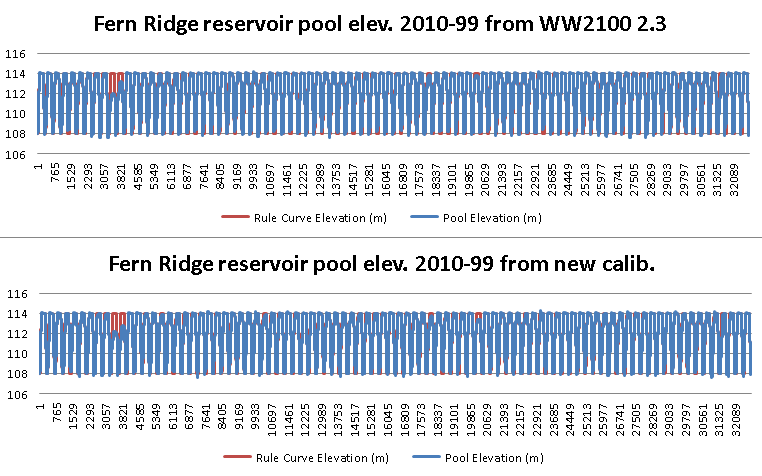 Fern Ridge reservoir pool elev. 2010-99 from WW2100 2.3
116
114
112
110
108
106
1 765 1529 2293 3057 3821 4585 5349 6113 6877 7641 8405 9169 9933 10697 11461 12225 12989 13753 14517 15281 16045 16809 17573 18337 19101 19865 20629 21393 22157 22921 23685 24449 25213 25977 26741 27505 28269 29033 29797 30561 31325 32089
Rule Curve Elevation (m) Pool Elevation (m)
Fern Ridge reservoir pool elev. 2010-99 from new calib.
116
114
112
110
108
106
1 765 1529 2293 3057 3821 4585 5349 6113 6877 7641 8405 9169 9933 10697 11461 12225 12989 13753 14517 15281 16045 16809 17573 18337 19101 19865 20629 21393 22157 22921 23685 24449 25213 25977 26741 27505 28269 29033 29797 30561 31325 32089
Rule Curve Elevation (m) Pool Elevation (m)